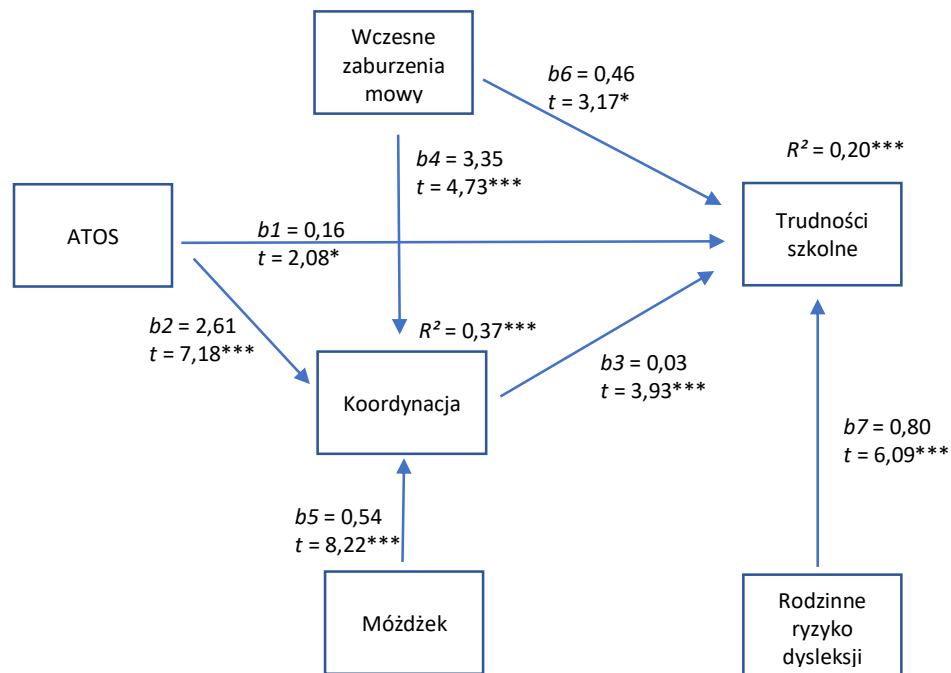 Wczesne
zaburzenia
mowy
b6 = 0,46
t = 3,17*
R² = 0,20***
b4 = 3,35
t = 4,73***
ATOS
b1 = 0,16
t = 2,08*
Trudności
szkolne
b2 = 2,61
t = 7,18***
R² = 0,37***
Koordynacja
b3 = 0,03
t = 3,93***
b7 = 0,80
t = 6,09***
b5 = 0,54
t = 8,22***
Móżdżek
Rodzinne
ryzyko
dysleksji